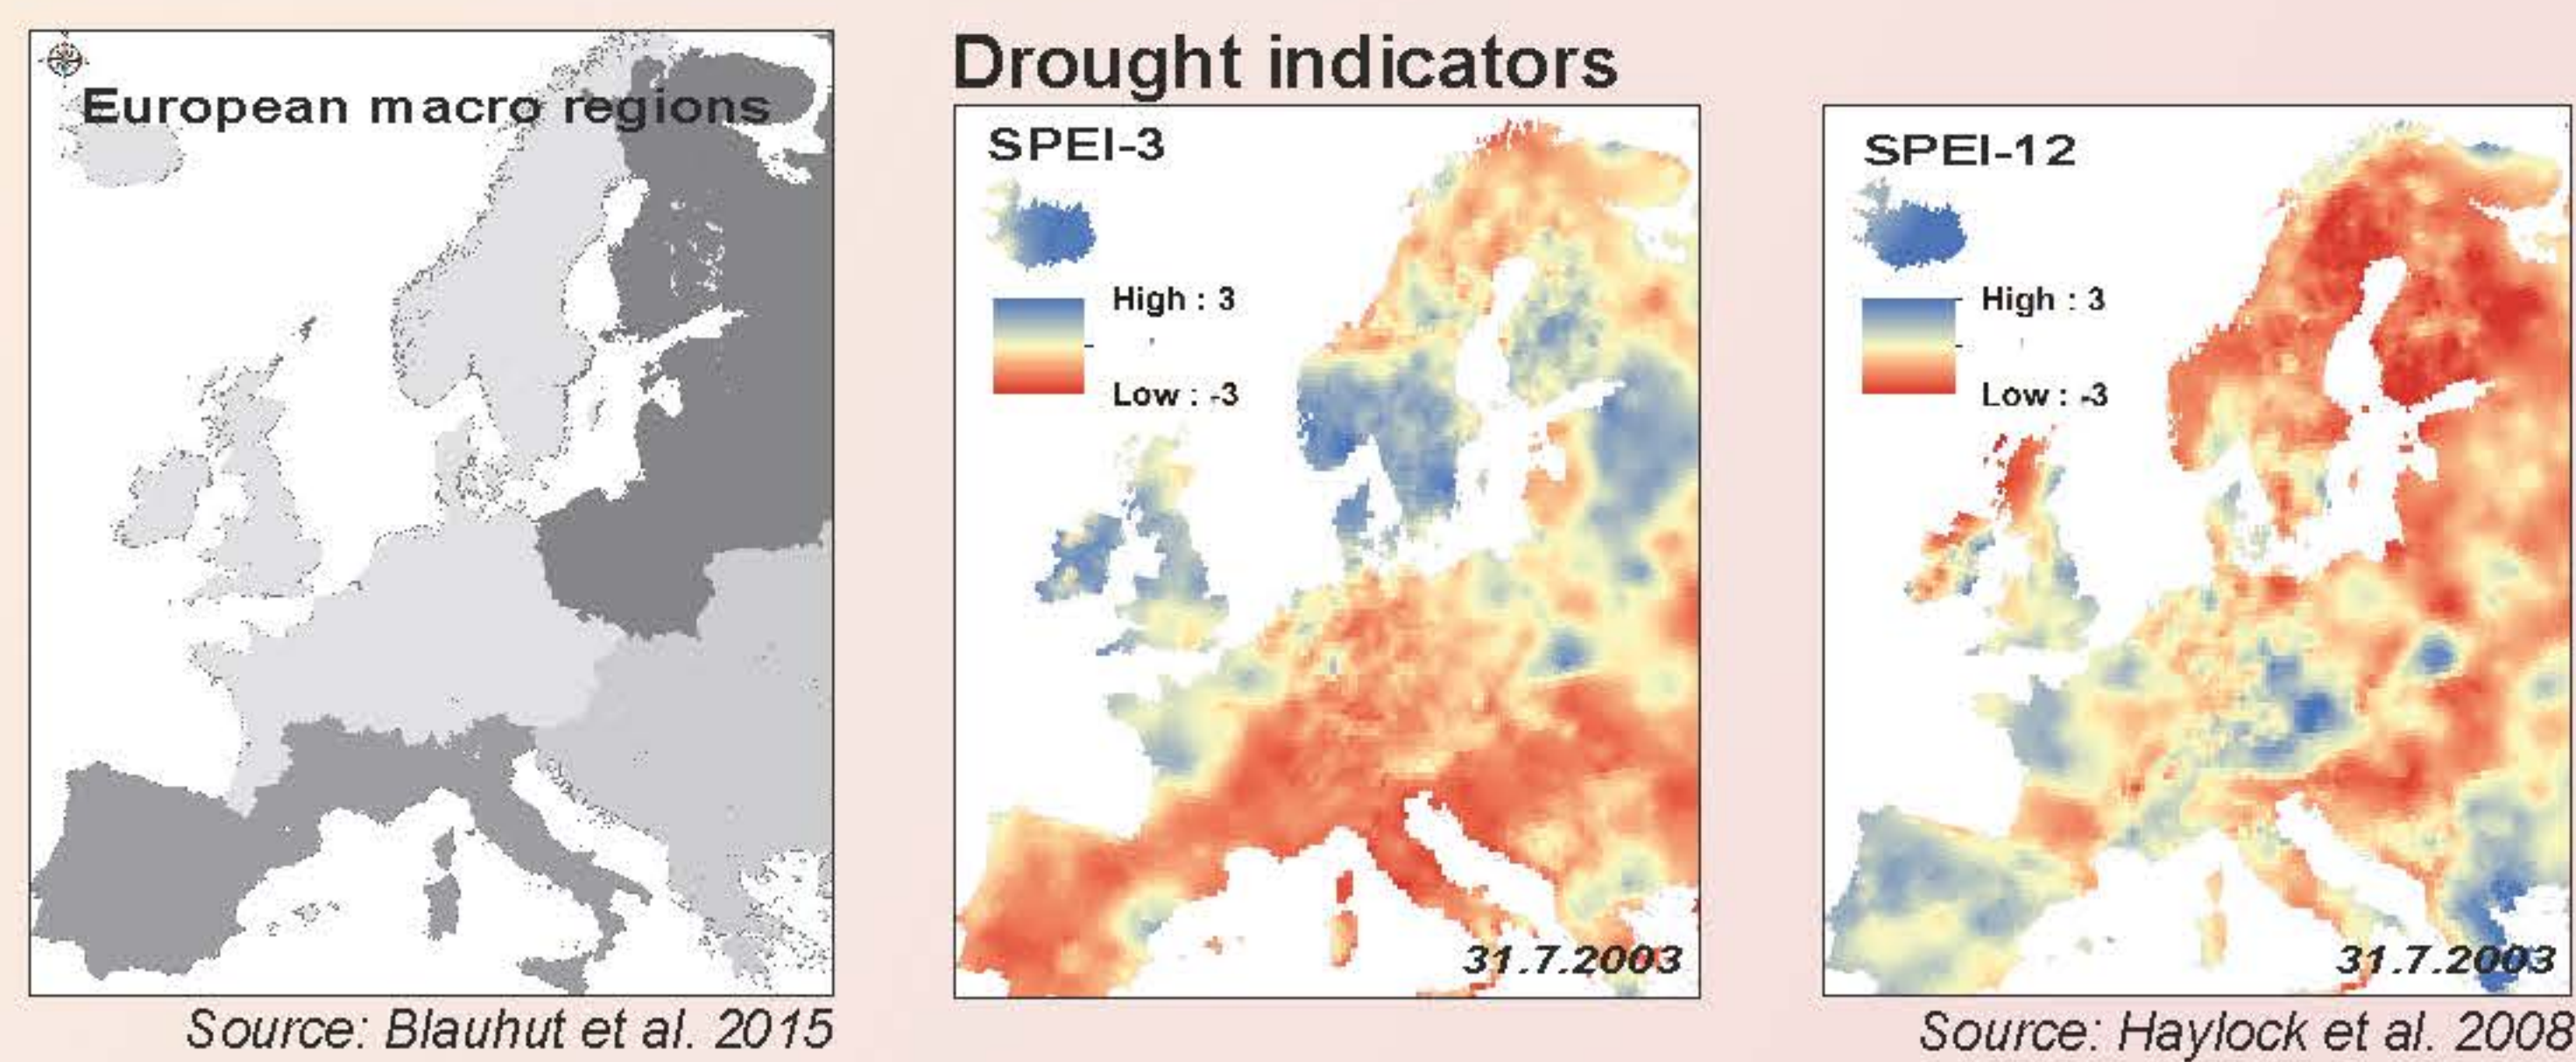 European macro regions
Source: Blauhut et al. 2015
Drought indicators
SPEI-3
High : 3
Low : -3
31.7.2003
SPEI-12
High : 3
Low : -3
31.7.2003
Source: Haylock et al. 2008